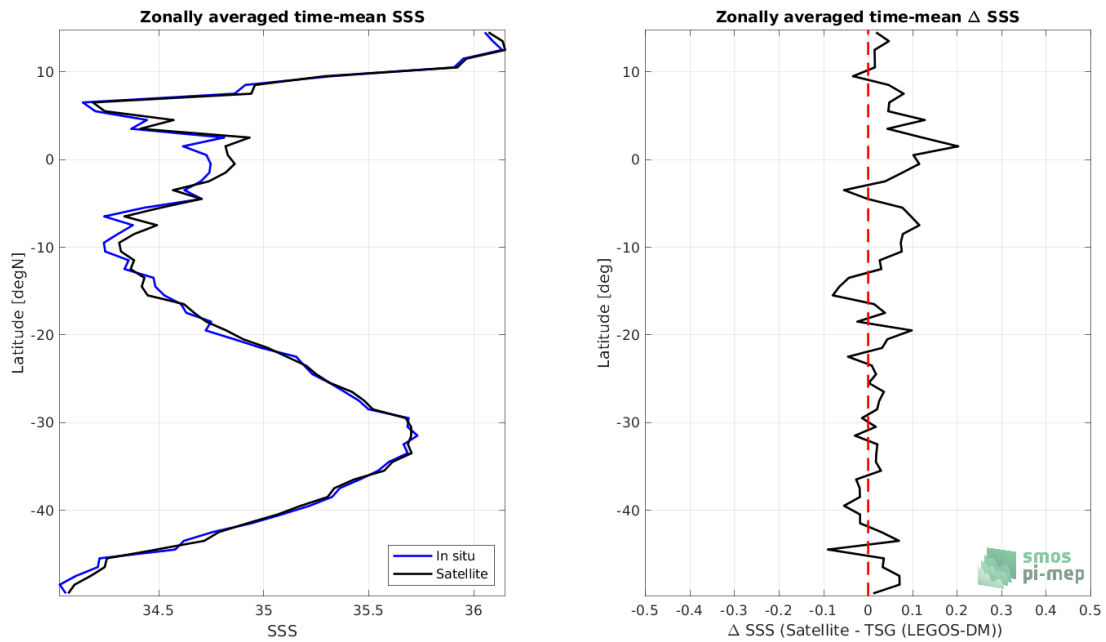 Zonally averaged time-mean SSS
10
0
-10
-20
-30
-40
Latitude [degN]
34.5
35
35.5
36
SSS
In situ
Satellite
Zonally averaged time-mean Δ SSS
10
0
-10
-20
-30
-40
Latitude [deg]
-0.5
-0.4
-0.3
-0.2
-0.1
0
0.1
0.2
0.3
0.4
0.5
Δ SSS (Satellite - TSG (LEGOS-DM))
smos
pi-mep